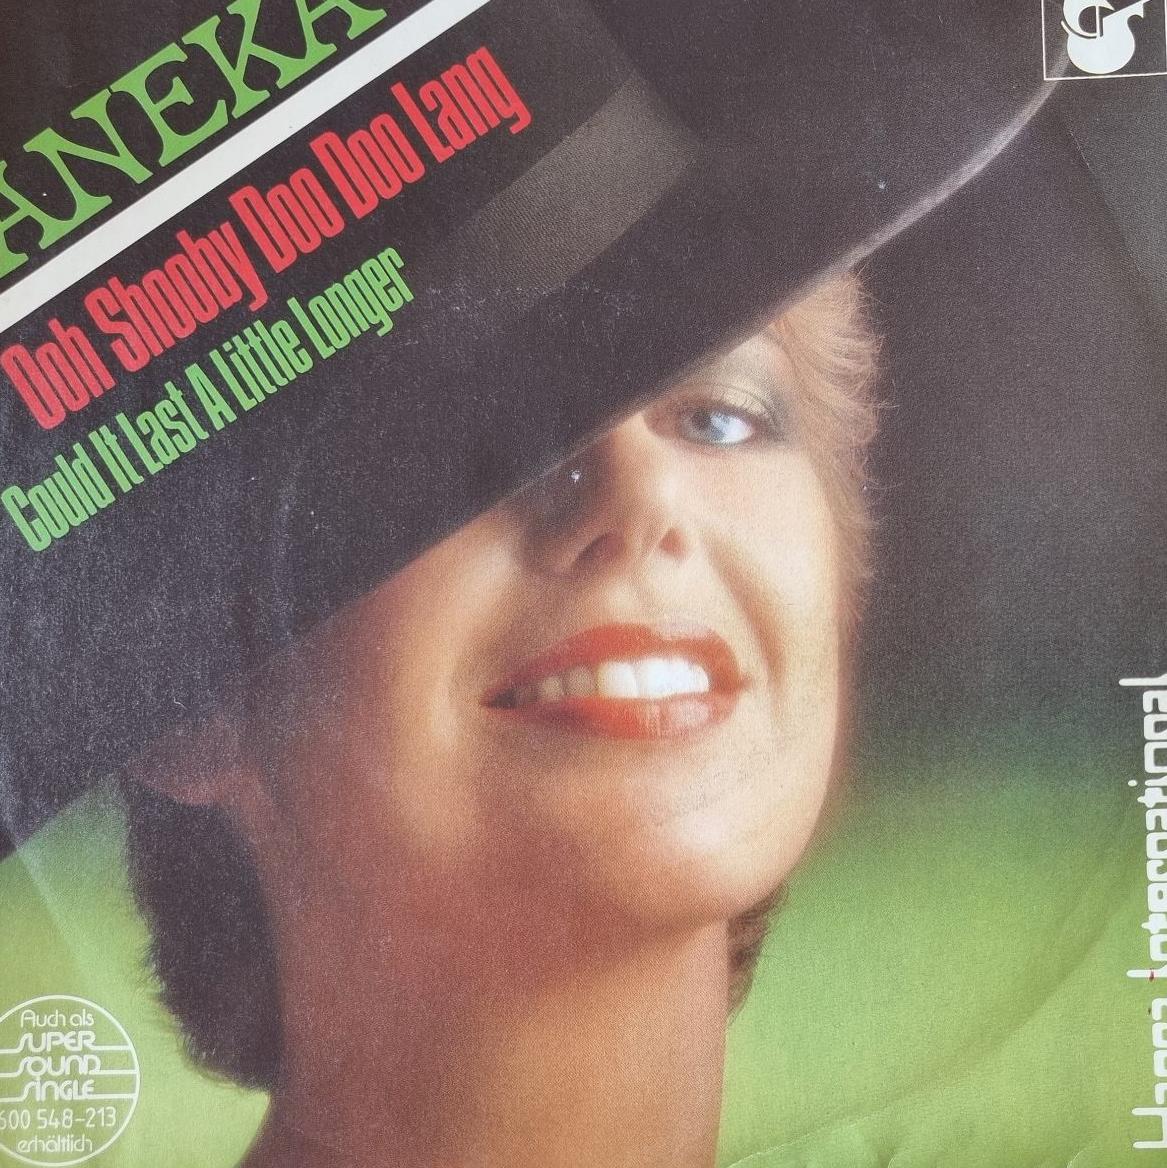 ANEKA
Ooh Shooby Doo Doo Lang
Could It Last A Little Longer
Hansa International
Auch als
SUPER
SOUND
SINGLE
600 548-213
erhältlich